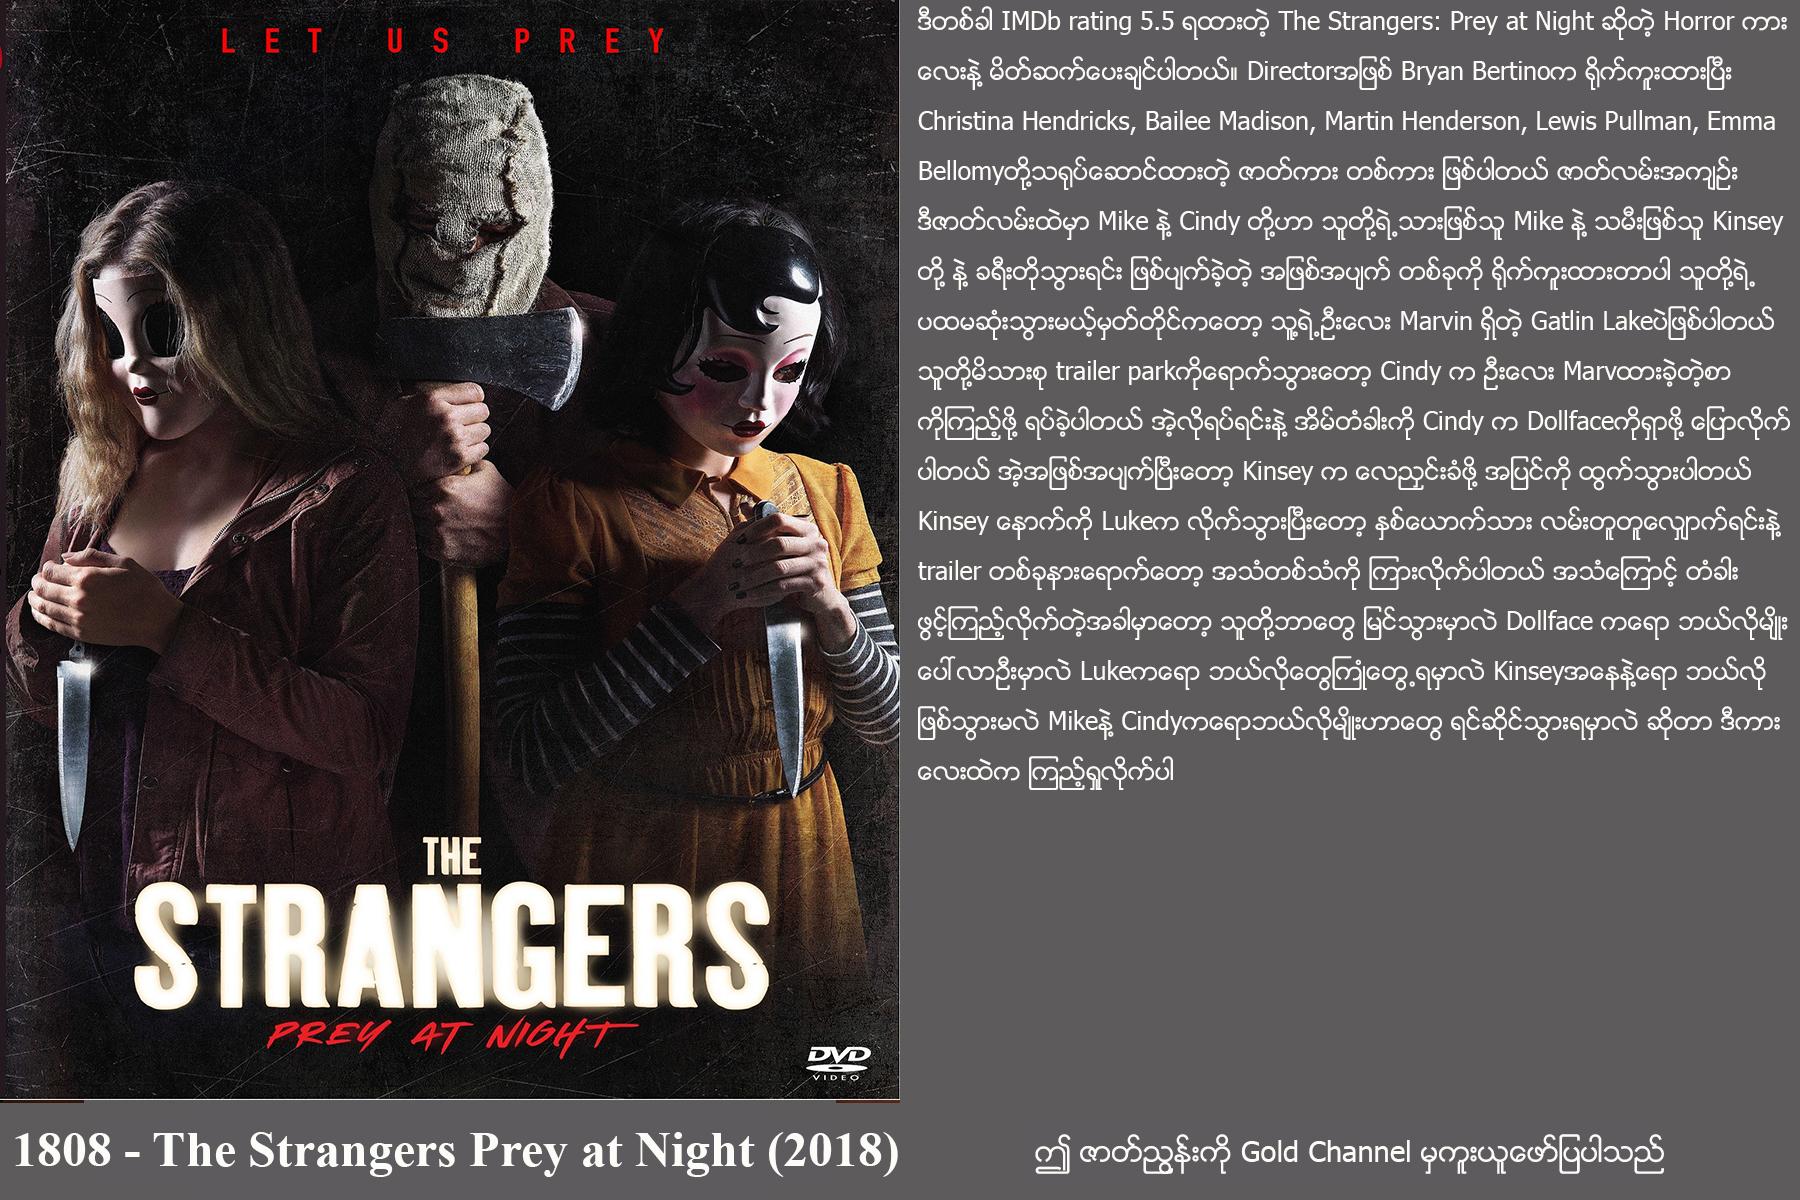 LET US PREY
THE
STRANGERS
PREY AT NIGHT
DVD
VIDEO
1808 - The Strangers Prey at Night (2018)
ဒီတစ်ခါ IMDb rating 5.5 ရထားတဲ့ The Strangers: Prey at Night ဆိုတဲ့ Horror ကား
လေးနဲ့ မိတ်ဆက်ပေးချင်ပါတယ်။ Directorအဖြစ် Bryan Bertinoက ရိုက်ကူးထားပြီး
Christina Hendricks, Bailee Madison, Martin Henderson, Lewis Pullman, Emma
Bellomyတို့သရုပ်ဆောင်ထားတဲ့ ဇာတ်ကား တစ်ကား ဖြစ်ပါတယ် ဇာတ်လမ်းအကျဉ်း
ဒီဇာတ်လမ်းထဲမှာ Mike နဲ့ Cindy တို့ဟာ သူတို့ရဲ့သားဖြစ်သူ Mike နဲ့ သမီးဖြစ်သူ Kinsey
တို့ နဲ့ ခရီးတိုသွားရင်း ဖြစ်ပျက်ခဲ့တဲ့ အဖြစ်အပျက် တစ်ခုကို ရိုက်ကူးထားတာပါ သူတို့ရဲ့
ပထမဆုံးသွားမယ့်မှတ်တိုင်ကတော့ သူ့ရဲ့ဦးလေး Marvin ရှိတဲ့ Gatlin Lakeပဲဖြစ်ပါတယ်
သူတို့မိသားစု trailer parkကိုရောက်သွားတော့ Cindy က ဦးလေး Marvထားခဲ့တဲ့စာ
ကိုကြည့်ဖို့ ရပ်ခဲ့ပါတယ် အဲ့လိုရပ်ရင်းနဲ့ အိမ်တံခါးကို Cindy က Dollfaceကိုရှာဖို့ ပြောလိုက်
ပါတယ် အဲ့အဖြစ်အပျက်ပြီးတော့ Kinsey က လေညှင်းခံဖို့ အပြင်ကို ထွက်သွားပါတယ်
Kinsey နောက်ကို Lukeက လိုက်သွားပြီးတော့ နှစ်ယောက်သား လမ်းတူတူလျှောက်ရင်းနဲ့
trailer တစ်ခုနားရောက်တော့ အသံတစ်သံကို ကြားလိုက်ပါတယ် အသံကြောင့် တံခါး
ဖွင့်ကြည့်လိုက်တဲ့အခါမှာတော့ သူတို့ဘာတွေ မြင်သွားမှာလဲ Dollface ကရော ဘယ်လိုမျိုး
ပေါ်လာဦးမှာလဲ Lukeကရော ဘယ်လိုတွေကြုံတွေ့ရမှာလဲ Kinseyအနေနဲ့ရော ဘယ်လို
ဖြစ်သွားမလဲ Mikeနဲ့ Cindyကရောဘယ်လိုမျိုးဟာတွေ ရင်ဆိုင်သွားရမှာလဲ ဆိုတာ ဒီကား
လေးထဲက ကြည့်ရှုလိုက်ပါ
ဤ ဇာတ်ညွှန်းကို Gold Channel မှကူးယူဖော်ပြပါသည်